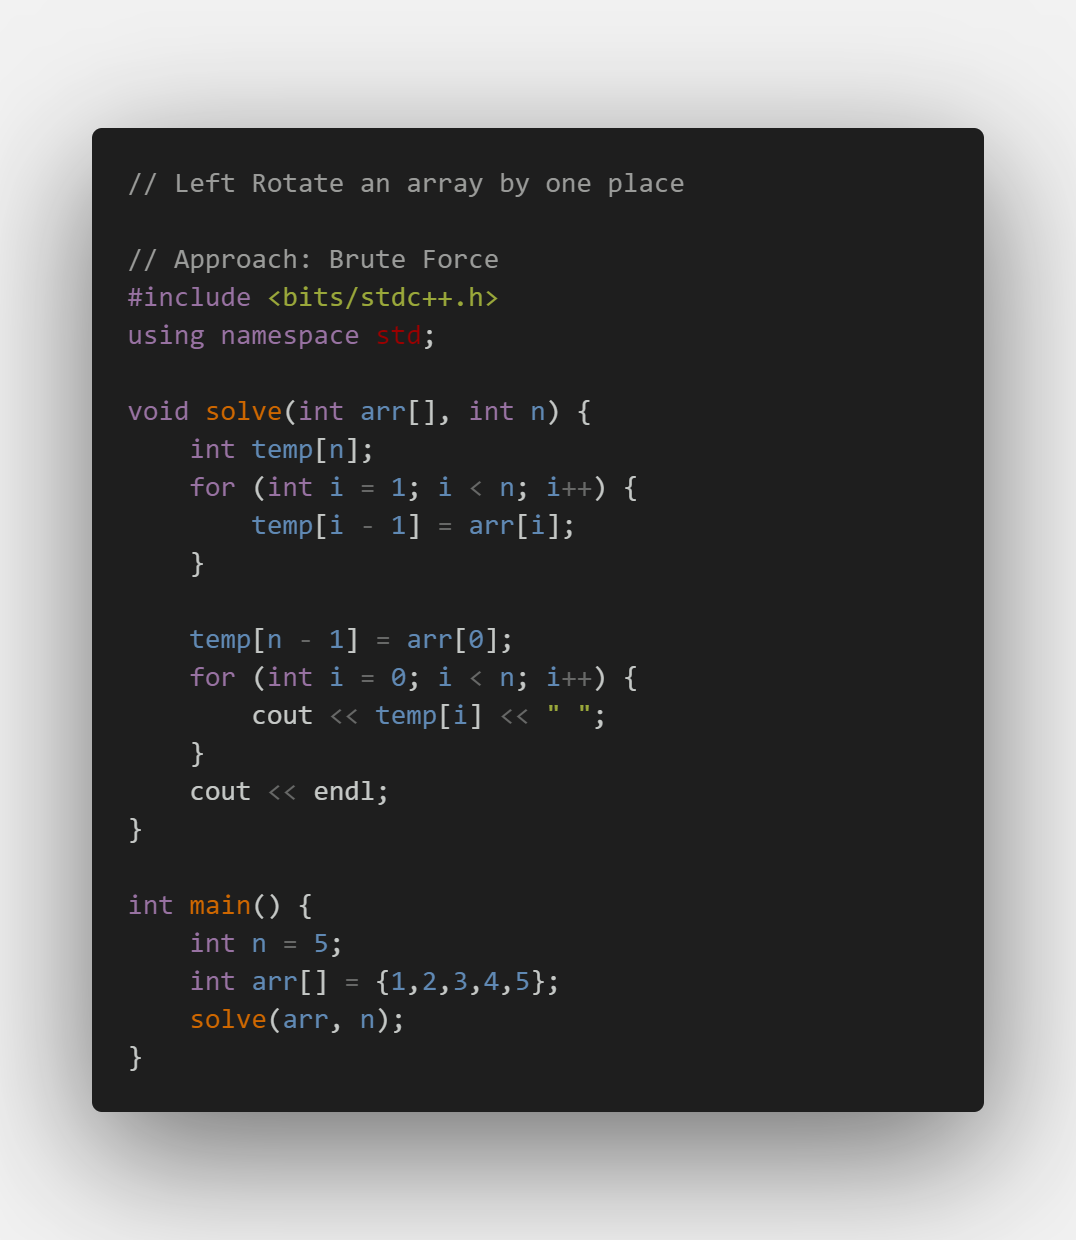 // Left Rotate an array by one place
// Approach: Brute Force
#include <bits/stdc++.h>
using namespace std;
void solve(int arr[], int n) {
    int temp[n];
    for (int i = 1; i < n; i++) {
        temp[i - 1] = arr[i];
    }
    temp[n - 1] = arr[0];
    for (int i = 0; i < n; i++) {
        cout << temp[i] << " ";
    }
    cout << endl;
}
int main() {
    int n = 5;
    int arr[] = {1,2,3,4,5};
    solve(arr, n);
}